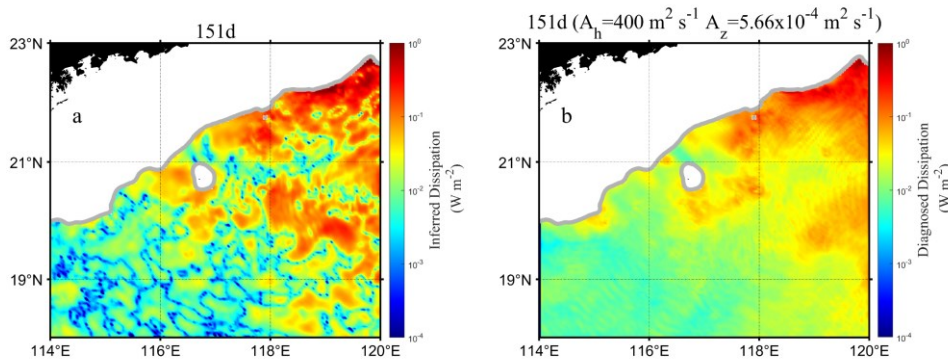 151d
23°N
21°N
19°N
114°E
116°E
118°E
120°E
a
10⁰
10⁻¹
10⁻²
10⁻³
10⁻⁴
Inferred Dissipation
(W m⁻²)
151d (Aₕ=400 m² s⁻¹ A_z=5.66x10⁻⁴ m² s⁻¹)
23°N
21°N
19°N
114°E
116°E
118°E
120°E
b
10⁰
10⁻¹
10⁻²
10⁻³
10⁻⁴
Diagnosed Dissipation
(W m⁻²)